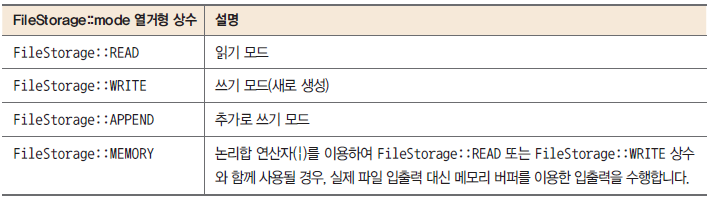 FileStorage::mode 열거형 상수 설명
FileStorage::READ 읽기 모드
FileStorage::WRITE 쓰기 모드(새로 생성)
FileStorage::APPEND 추가로 쓰기 모드
FileStorage::MEMORY 논리합 연산자(|)를 이용하여 FileStorage::READ 또는 FileStorage::WRITE 상수
와 함께 사용될 경우, 실제 파일 입출력 대신 메모리 버퍼를 이용한 입출력을 수행합니다.